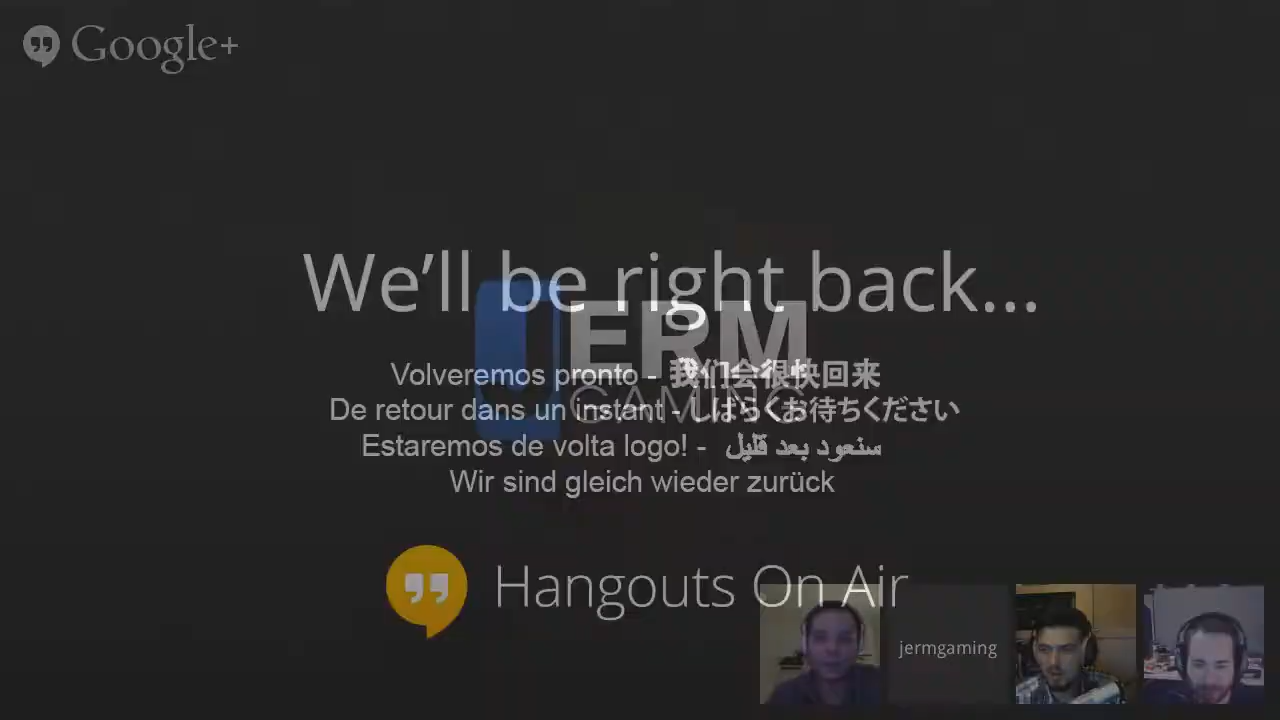 Google+
We'll be right back...
ERM
GAMING
Volveremos pronto - 我们会很快回来
De retour dans un instant - しばらくお待ちください
Estaremos de volta logo! - سنعود بعد قليل
Wir sind gleich wieder zurück
Hangouts On Air
jermgaming